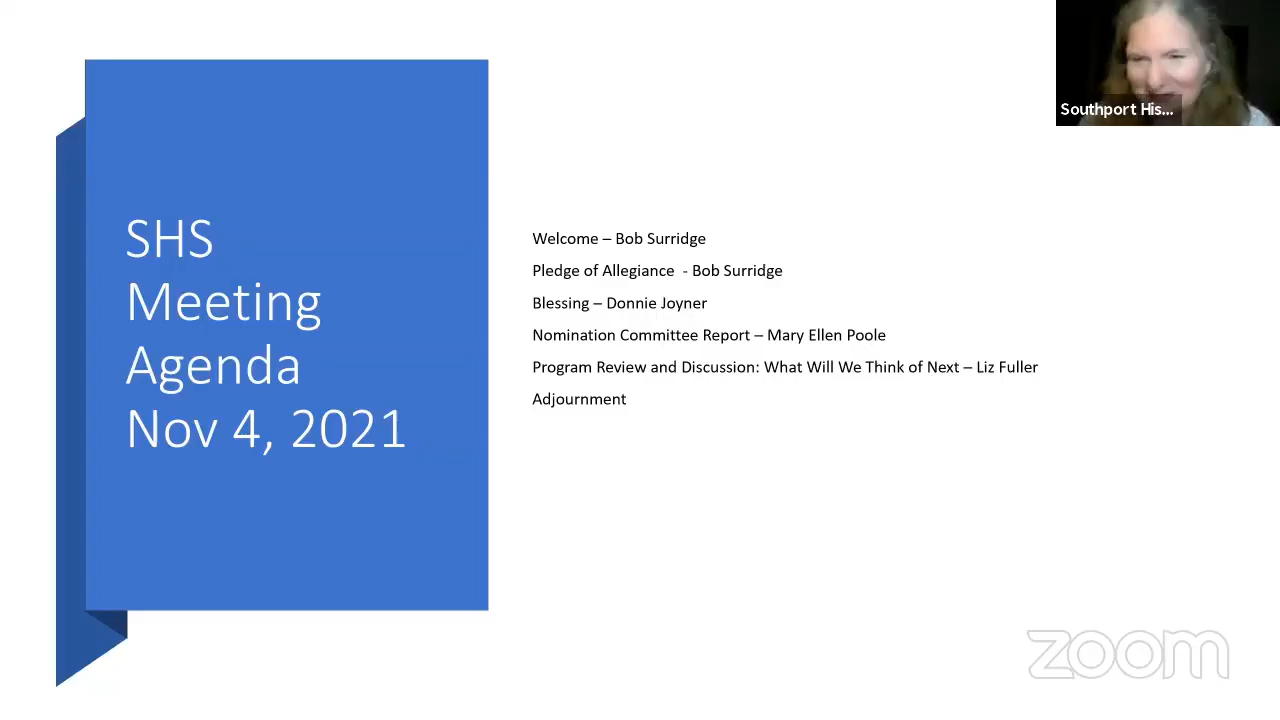 SHS
Meeting
Agenda
Nov 4, 2021
Welcome – Bob Surridge
Pledge of Allegiance  - Bob Surridge
Blessing – Donnie Joyner
Nomination Committee Report – Mary Ellen Poole
Program Review and Discussion: What Will We Think of Next – Liz Fuller
Adjournment
Southport His...
zoom